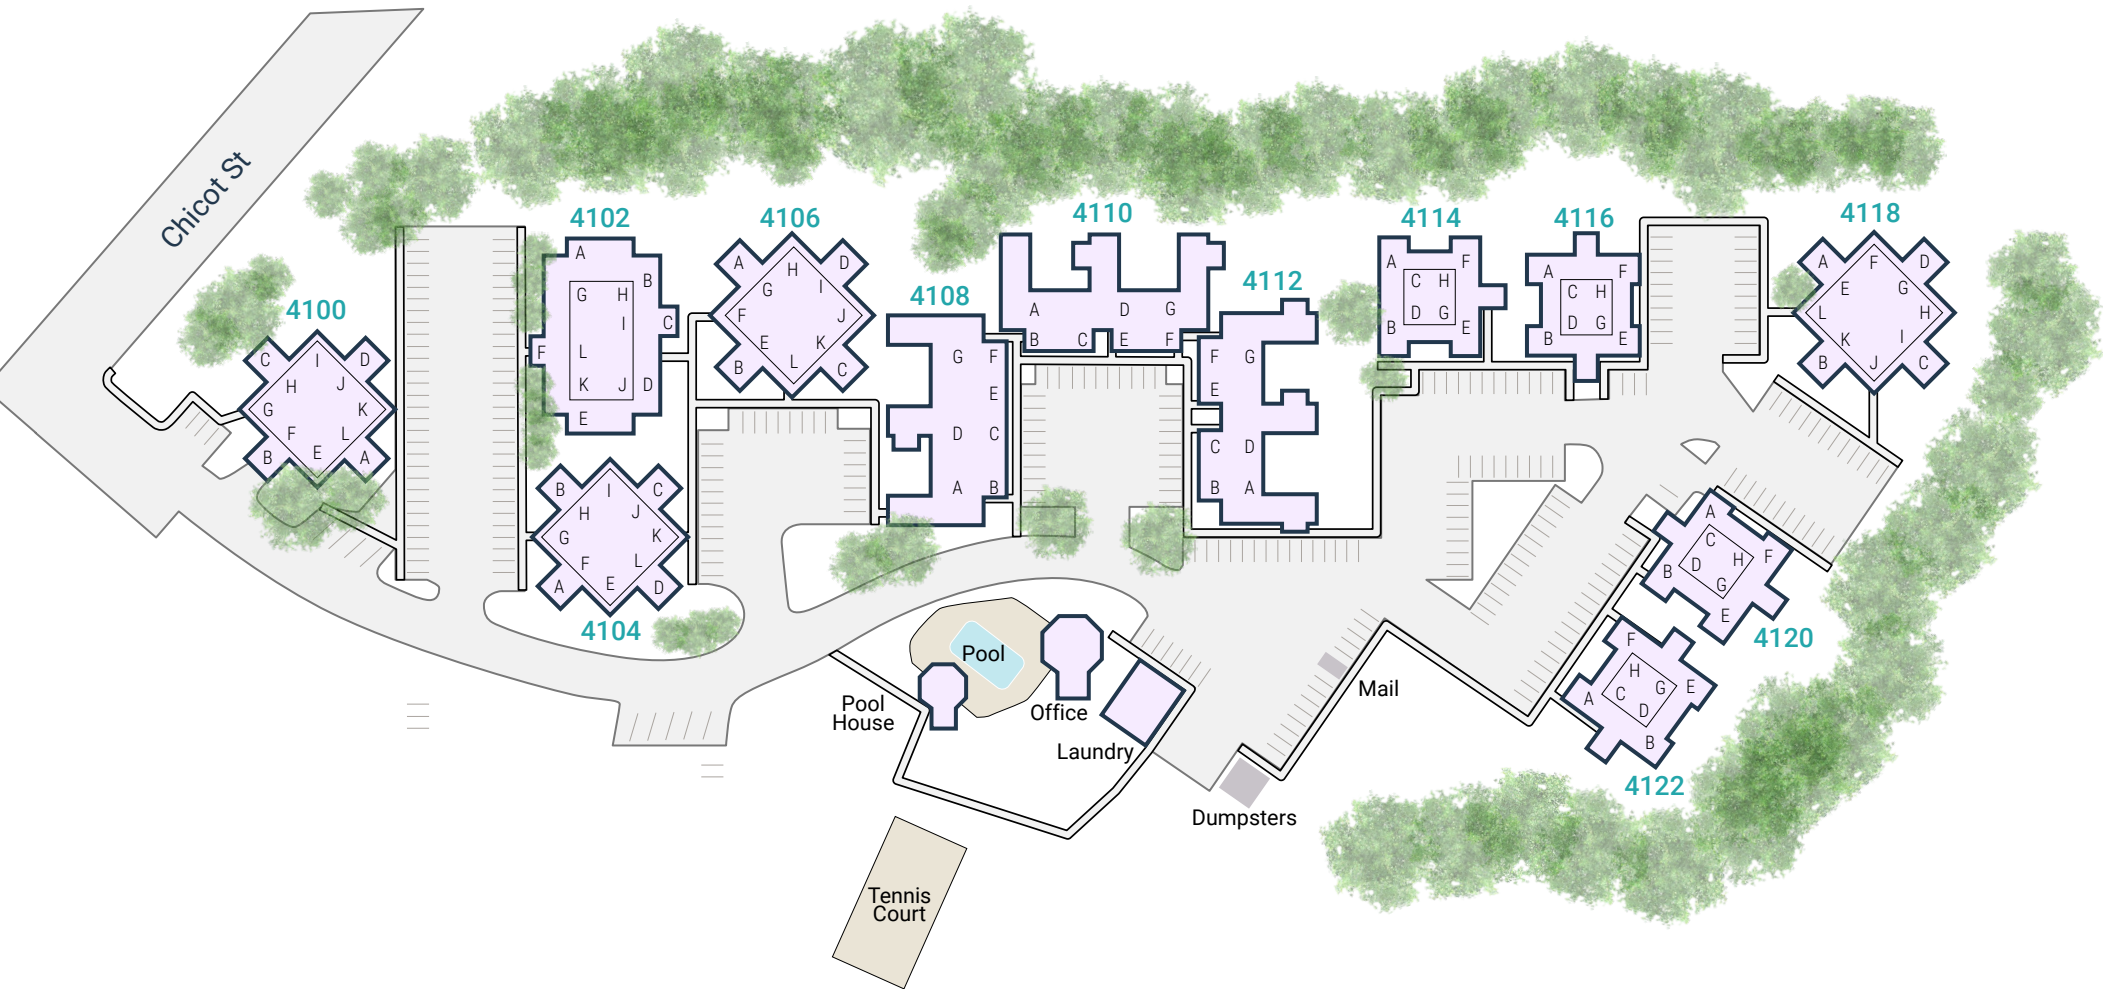 Chicot St
4100
C
I
D
H
J
G
K
F
L
B
E
A
4102
A
B
G
H
I
C
F
L
K
J
D
E
4104
B
I
C
H
J
G
K
F
L
A
E
D
4106
A
H
D
G
I
F
J
E
K
B
L
C
4108
G
F
E
D
C
A
B
4110
A
D
G
B
C
E
F
4112
F
G
E
C
D
B
A
4114
A
F
C
H
D
G
B
E
4116
A
F
C
H
D
G
B
E
4118
A
F
D
E
G
L
H
K
I
B
J
C
4120
A
C
H
F
D
B
G
E
4122
F
H
G
E
A
C
D
B
Pool
Pool
House
Office
Laundry
Mail
Dumpsters
Tennis
Court